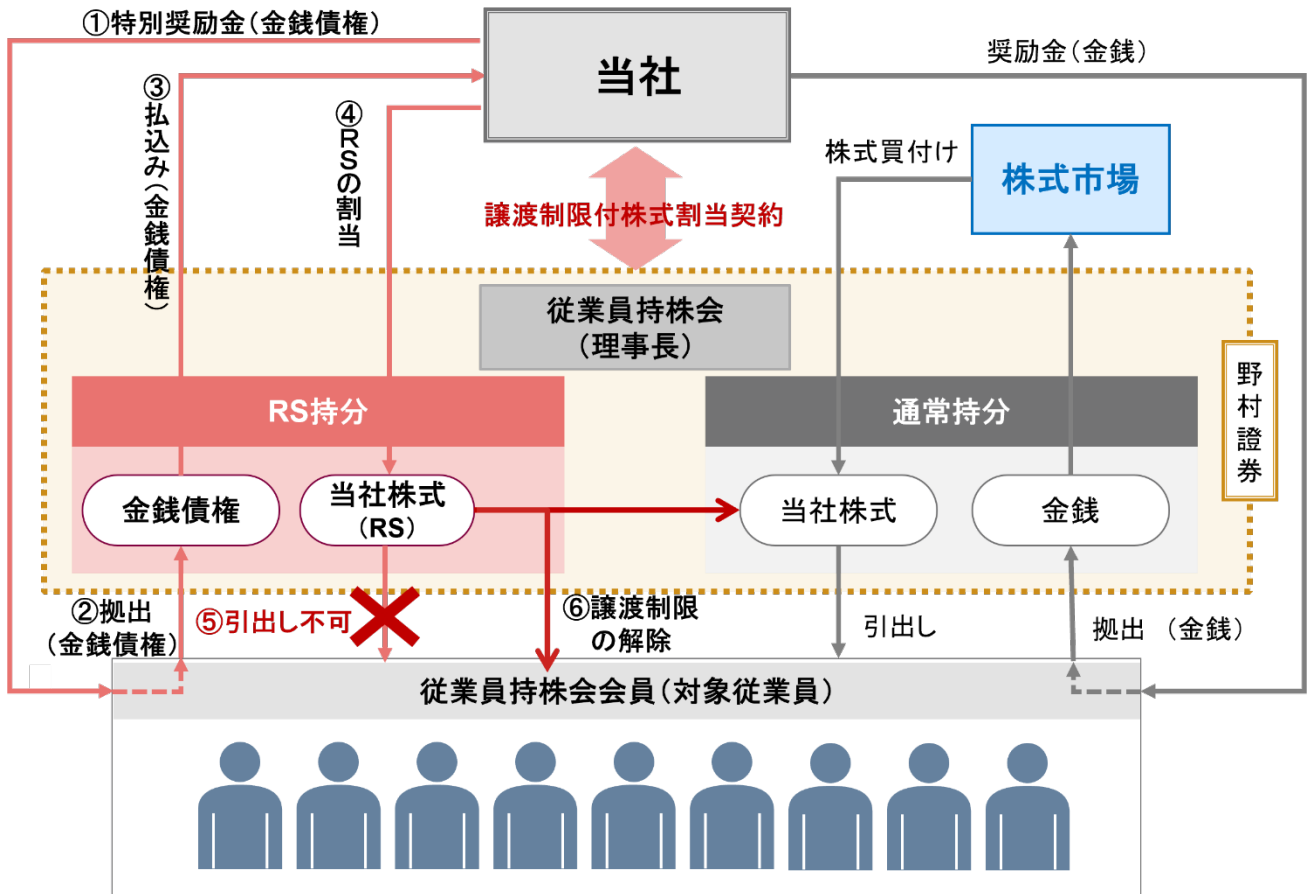 ①特別奨励金(金銭債権)
当社
奨励金(金銭)
③払込み(金銭債権)
④RSの割当
株式買付け
株式市場
譲渡制限付株式割当契約
従業員持株会
(理事長)
野村證券
RS持分
通常持分
金銭債権
当社株式
(RS)
当社株式
金銭
②拠出
(金銭債権)
⑤引出し不可
⑥譲渡制限
の解除
引出し
拠出 (金銭)
従業員持株会会員(対象従業員)